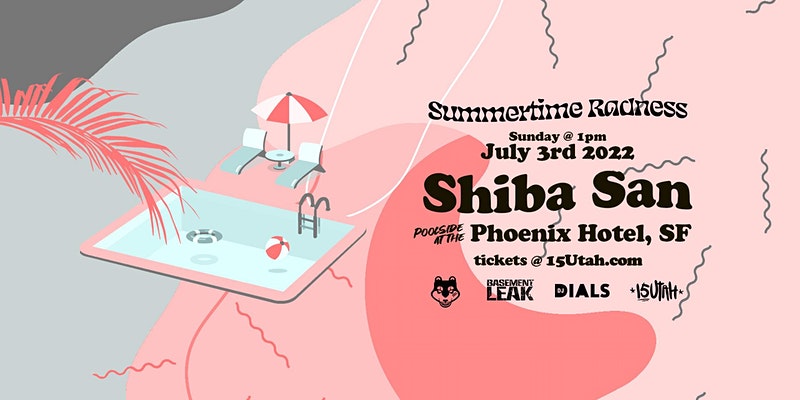 Summertime Radness
Sunday @ 1pm
July 3rd 2022
Shiba San
POOLSIDE AT THE Phoenix Hotel, SF
tickets @ 15Utah.com
BASEMENT LEAK
DJ DIALS
15UTAH